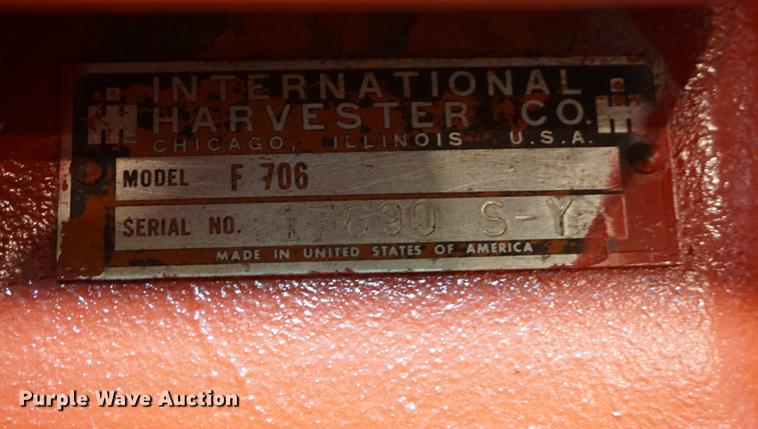 INTERNATIONAL
HARVESTER CO.
CHICAGO, ILLINOIS U.S.A.
MODEL F 706
SERIAL NO. 17690 S-Y
MADE IN UNITED STATES OF AMERICA
Purple Wave Auction